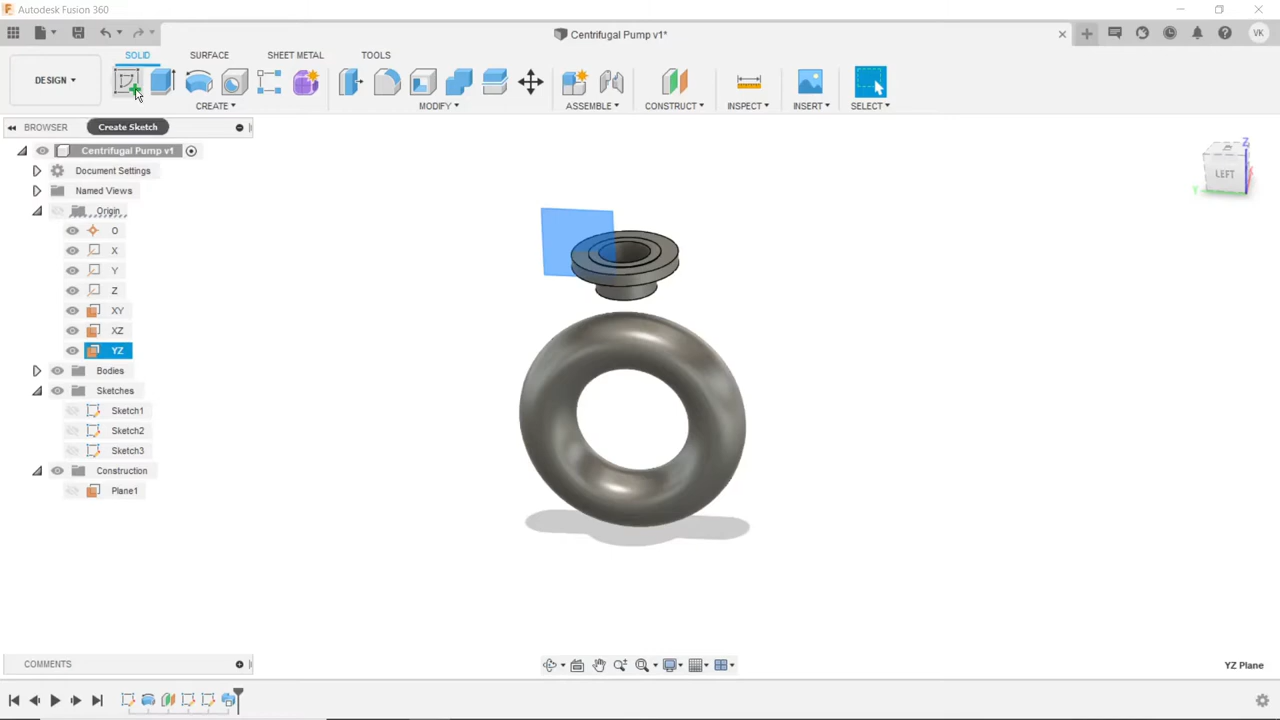 Autodesk Fusion 360
Centrifugal Pump v1*
VK
SOLID
SURFACE
SHEET METAL
TOOLS
DESIGN
CREATE
MODIFY
ASSEMBLE
CONSTRUCT
INSPECT
INSERT
SELECT
BROWSER
Create Sketch
Centrifugal Pump v1
Document Settings
Named Views
Origin
O
X
Y
Z
XY
XZ
YZ
Bodies
Sketches
Sketch1
Sketch2
Sketch3
Construction
Plane1
Z
LEFT
Y
COMMENTS
YZ Plane